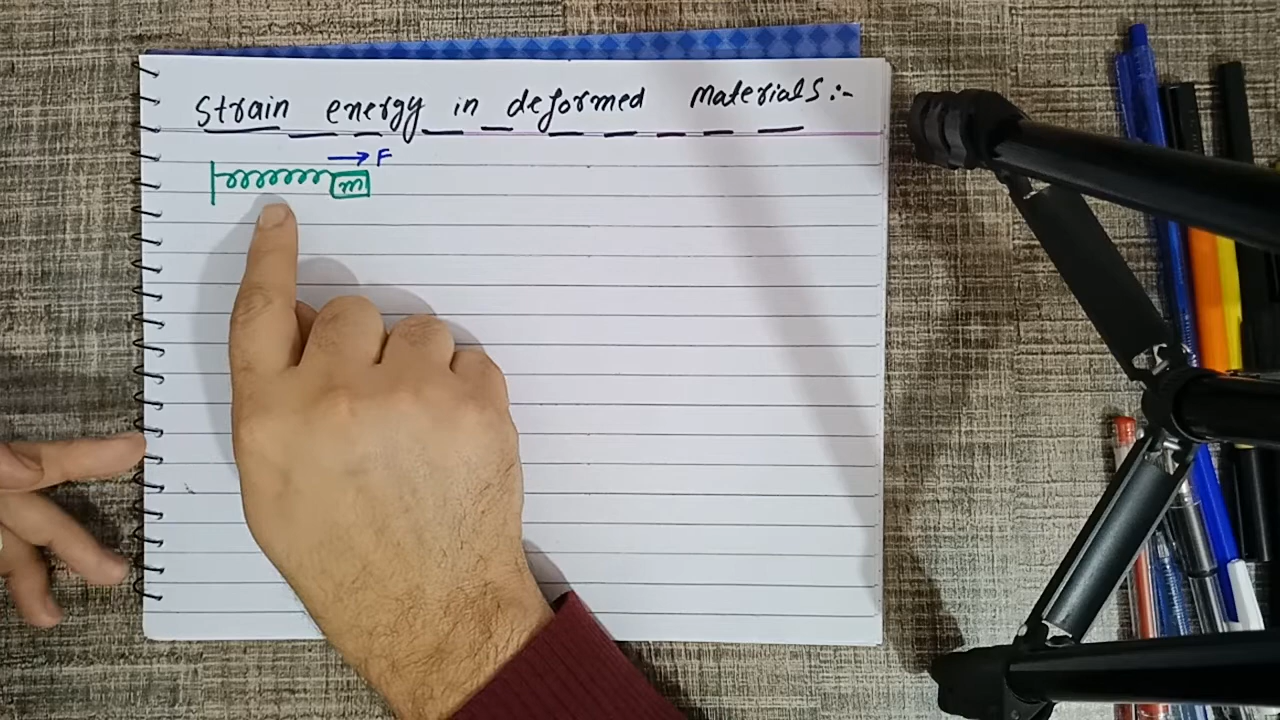 Strain energy in deformed materials :-
F
m